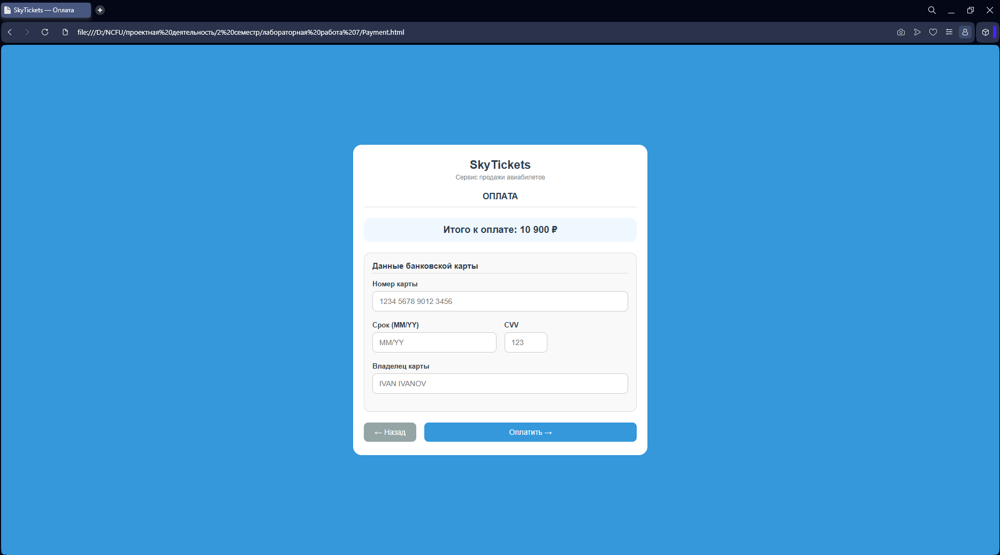 SkyTickets — Оплата
file:///D:/NCFU/проектная%20деятельность/2%20семестр/лабораторная%20работа%207/Payment.html
SkyTickets
Сервис продажи авиабилетов
ОПЛАТА
Итого к оплате: 10 900 ₽
Данные банковской карты
Номер карты
1234 5678 9012 3456
Срок (MM/YY) CVV
MM/YY 123
Владелец карты
IVAN IVANOV
← Назад Оплатить →